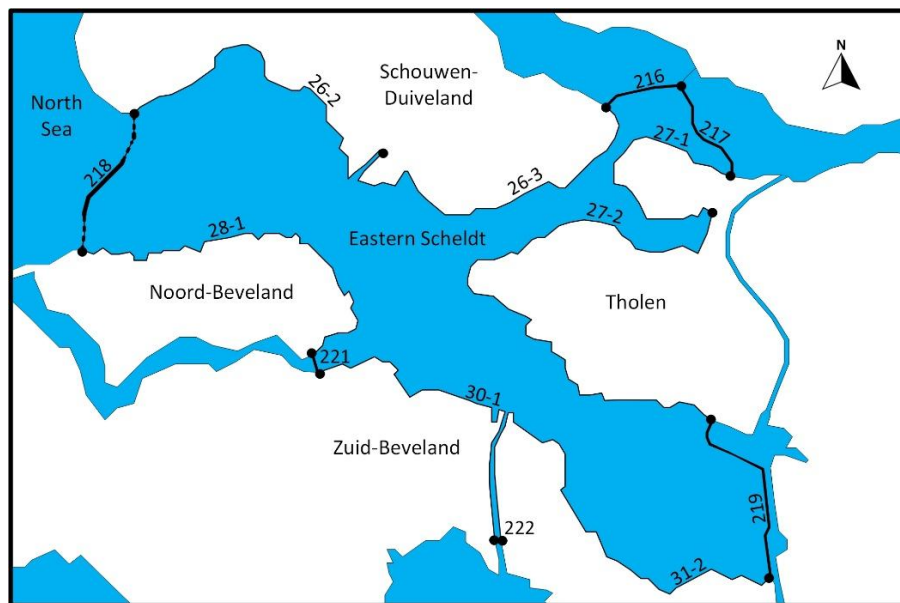 N
North
Sea
Schouwen-
Duiveland
26-2
216
217
27-1
218
26-3
28-1
27-2
Eastern Scheldt
Noord-Beveland
Tholen
221
30-1
Zuid-Beveland
222
219
31-2